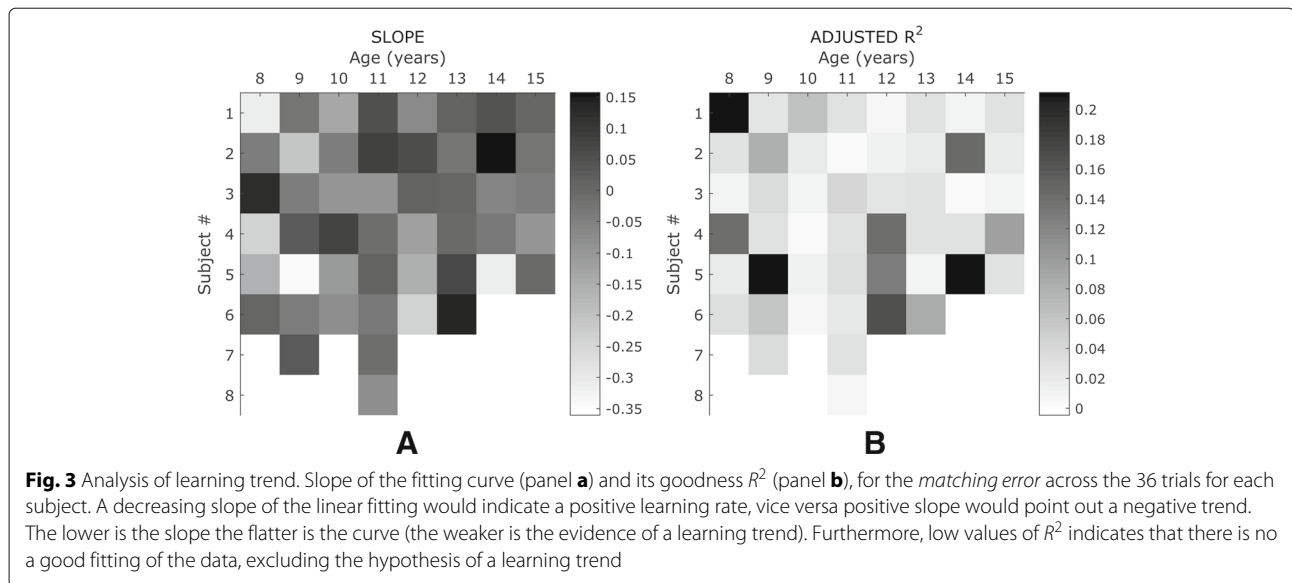 SLOPE
Age (years)
8 9 10 11 12 13 14 15
Subject #
1
2
3
4
5
6
7
8
0.15
0.1
0.05
0
-0.05
-0.1
-0.15
-0.2
-0.25
-0.3
-0.35
A
ADJUSTED R²
Age (years)
8 9 10 11 12 13 14 15
Subject #
1
2
3
4
5
6
7
8
0.2
0.18
0.16
0.14
0.12
0.1
0.08
0.06
0.04
0.02
0
B
Fig. 3 Analysis of learning trend. Slope of the fitting curve (panel a) and its goodness R² (panel b), for the matching error across the 36 trials for each
subject. A decreasing slope of the linear fitting would indicate a positive learning rate, vice versa positive slope would point out a negative trend.
The lower is the slope the flatter is the curve (the weaker is the evidence of a learning trend). Furthermore, low values of R² indicates that there is no
a good fitting of the data, excluding the hypothesis of a learning trend